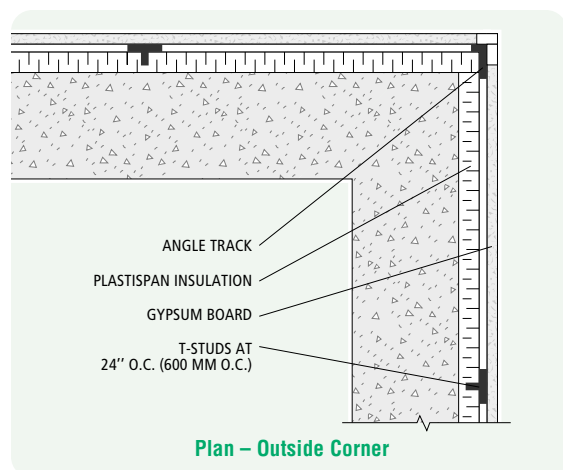 ANGLE TRACK
PLASTISPAN INSULATION
GYPSUM BOARD
T-STUDS AT
24’’ O.C. (600 MM O.C.)
Plan – Outside Corner